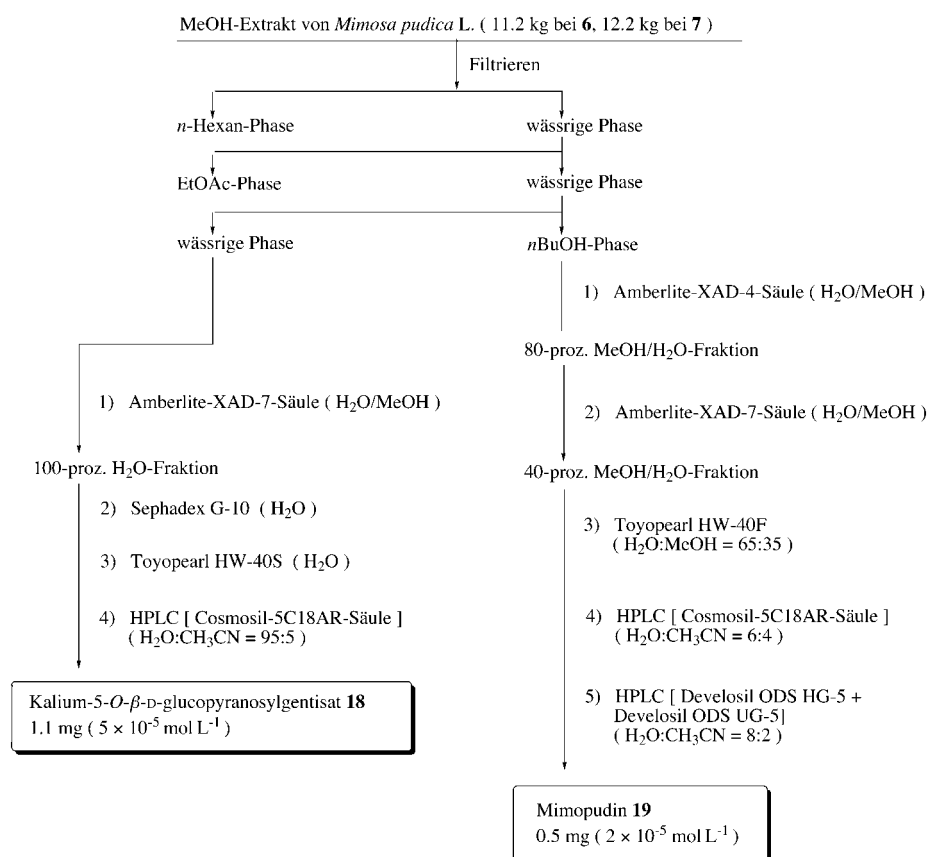 MeOH-Extrakt von Mimosa pudica L. ( 11.2 kg bei 6, 12.2 kg bei 7 )
Filtrieren
n-Hexan-Phase
wässrige Phase
EtOAc-Phase
wässrige Phase
wässrige Phase
nBuOH-Phase
1) Amberlite-XAD-4-Säule ( H₂O/MeOH )
80-proz. MeOH/H₂O-Fraktion
1) Amberlite-XAD-7-Säule ( H₂O/MeOH )
2) Amberlite-XAD-7-Säule ( H₂O/MeOH )
100-proz. H₂O-Fraktion
40-proz. MeOH/H₂O-Fraktion
2) Sephadex G-10 ( H₂O )
3) Toyopearl HW-40S ( H₂O )
4) HPLC [ Cosmosil-5C18AR-Säule ]
( H₂O:CH₃CN = 95:5 )
3) Toyopearl HW-40F
( H₂O:MeOH = 65:35 )
4) HPLC [ Cosmosil-5C18AR-Säule ]
( H₂O:CH₃CN = 6:4 )
5) HPLC [ Develosil ODS HG-5 +
Develosil ODS UG-5]
( H₂O:CH₃CN = 8:2 )
Kalium-5-O-β-D-glucopyranosylgentisat 18
1.1 mg ( 5 × 10⁻⁵ mol L⁻¹ )
Mimopudin 19
0.5 mg ( 2 × 10⁻⁵ mol L⁻¹ )